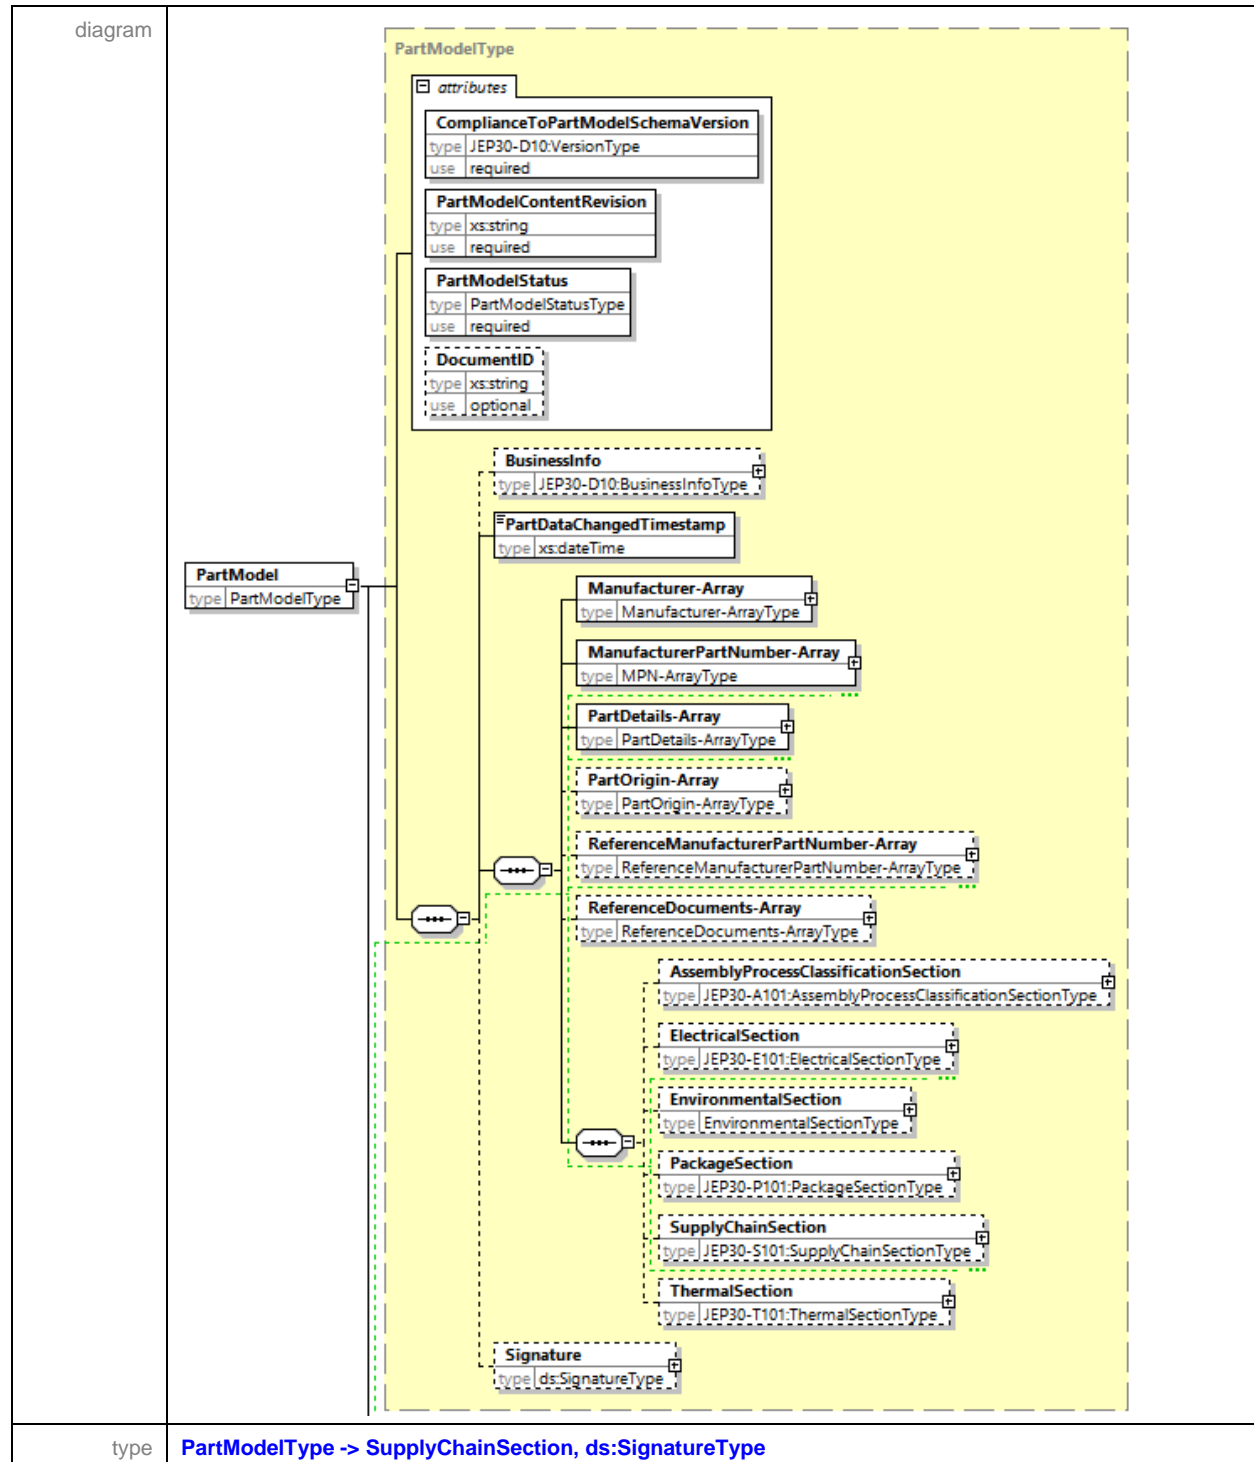 diagram
PartModelType
attributes
ComplianceToPartModelSchemaVersion
type JEP30-D10:VersionType
use required
PartModelContentRevision
type xs:string
use required
PartModelStatus
type PartModelStatusType
use required
DocumentID
type xs:string
use optional
BusinessInfo
type JEP30-D10:BusinessInfoType
PartDataChangedTimestamp
type xs:dateTime
PartModel
type PartModelType
Manufacturer-Array
type Manufacturer-ArrayType
ManufacturerPartNumber-Array
type MPN-ArrayType
PartDetails-Array
type PartDetails-ArrayType
PartOrigin-Array
type PartOrigin-ArrayType
ReferenceManufacturerPartNumber-Array
type ReferenceManufacturerPartNumber-ArrayType
ReferenceDocuments-Array
type ReferenceDocuments-ArrayType
AssemblyProcessClassificationSection
type JEP30-A101:AssemblyProcessClassificationSectionType
ElectricalSection
type JEP30-E101:ElectricalSectionType
EnvironmentalSection
type EnvironmentalSectionType
PackageSection
type JEP30-P101:PackageSectionType
SupplyChainSection
type JEP30-S101:SupplyChainSectionType
ThermalSection
type JEP30-T101:ThermalSectionType
Signature
type ds:SignatureType
type PartModelType -> SupplyChainSection, ds:SignatureType